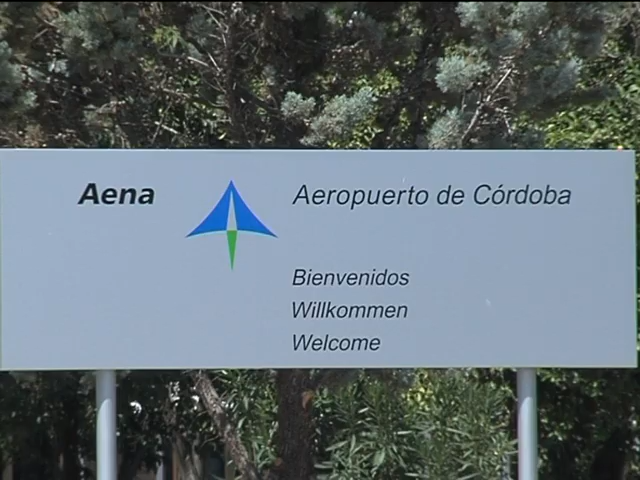 Aena
Aeropuerto de Córdoba
Bienvenidos
Willkommen
Welcome